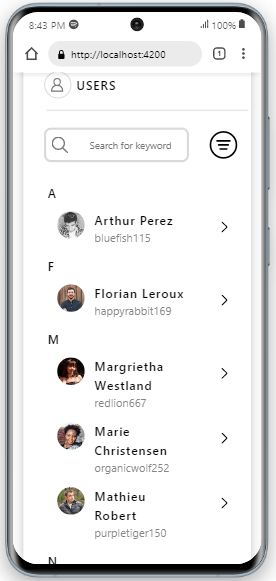 8:43 PM 100%
http://localhost:4200 1
USERS
Search for keyword
A
Arthur Perez
bluefish115
F
Florian Leroux
happyrabbit169
M
Margrietha
Westland
redlion667
Marie
Christensen
organicwolf252
Mathieu
Robert
purpletiger150
N